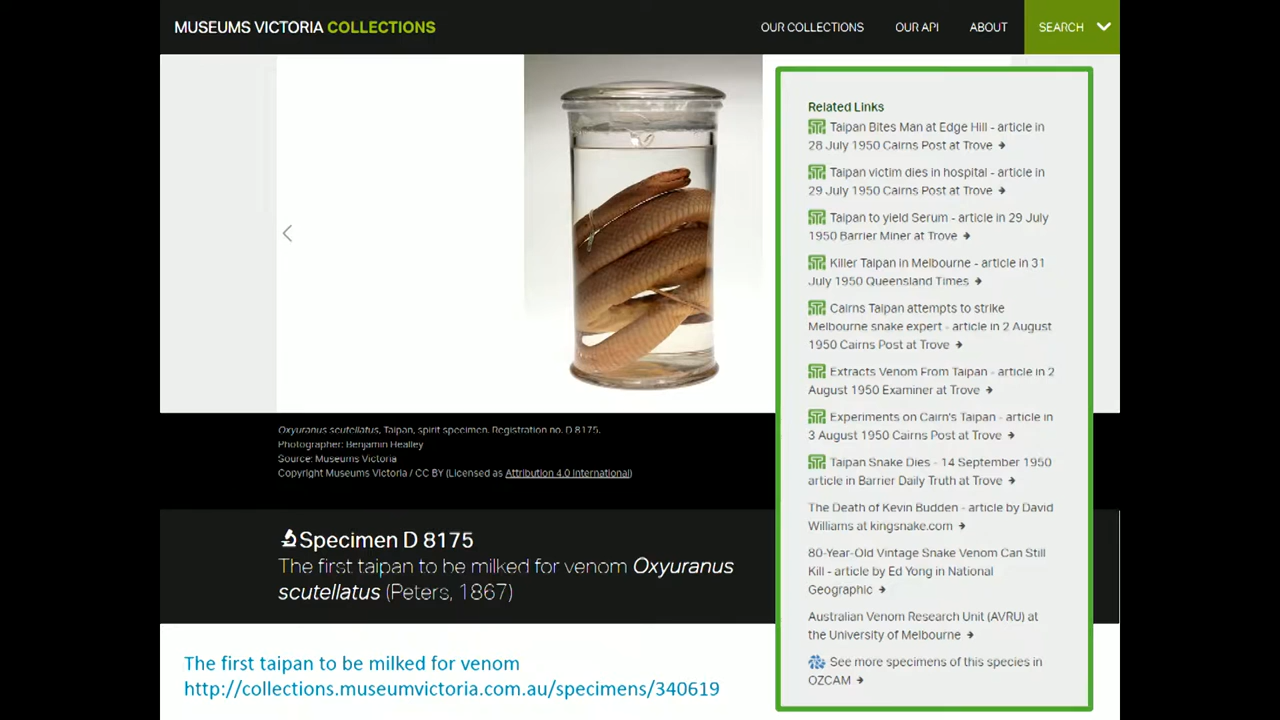 MUSEUMS VICTORIA COLLECTIONS
OUR COLLECTIONS
OUR API
ABOUT
SEARCH
Related Links
Taipan Bites Man at Edge Hill - article in
28 July 1950 Cairns Post at Trove
Taipan victim dies in hospital - article in
29 July 1950 Cairns Post at Trove
Taipan to yield Serum - article in 29 July
1950 Barrier Miner at Trove
Killer Taipan in Melbourne - article in 31
July 1950 Queensland Times
Cairns Taipan attempts to strike
Melbourne snake expert - article in 2 August
1950 Cairns Post at Trove
Extracts Venom From Taipan - article in 2
August 1950 Examiner at Trove
Experiments on Cairn's Taipan - article in
3 August 1950 Cairns Post at Trove
Taipan Snake Dies - 14 September 1950
article in Barrier Daily Truth at Trove
The Death of Kevin Budden - article by David
Williams at kingsnake.com
80-Year-Old Vintage Snake Venom Can Still
Kill - article by Ed Yong in National
Geographic
Australian Venom Research Unit (AVRU) at
the University of Melbourne
See more specimens of this species in
OZCAM
Oxyuranus scutellatus, Taipan, spirit specimen. Registration no. D 8175.
Photographer: Benjamin Healley
Source: Museums Victoria
Copyright Museums Victoria / CC BY (Licensed as Attribution 4.0 International)
Specimen D 8175
The first taipan to be milked for venom Oxyuranus
scutellatus (Peters, 1867)
The first taipan to be milked for venom
http://collections.museumvictoria.com.au/specimens/340619